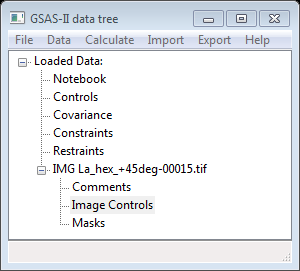 GSAS-II data tree
File Data Calculate Import Export Help
Loaded Data:
Notebook
Controls
Covariance
Constraints
Restraints
IMG La_hex_+45deg-00015.tif
Comments
Image Controls
Masks